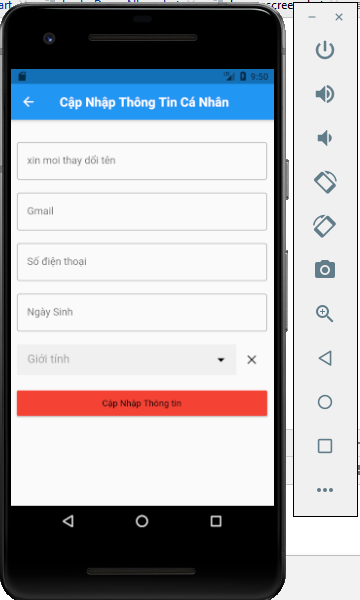 9:50
Cập Nhập Thông Tin Cá Nhân
xin moi thay dổi tên
Gmail
Số điện thoại
Ngày Sinh
Giới tính
Cập Nhập Thông tin